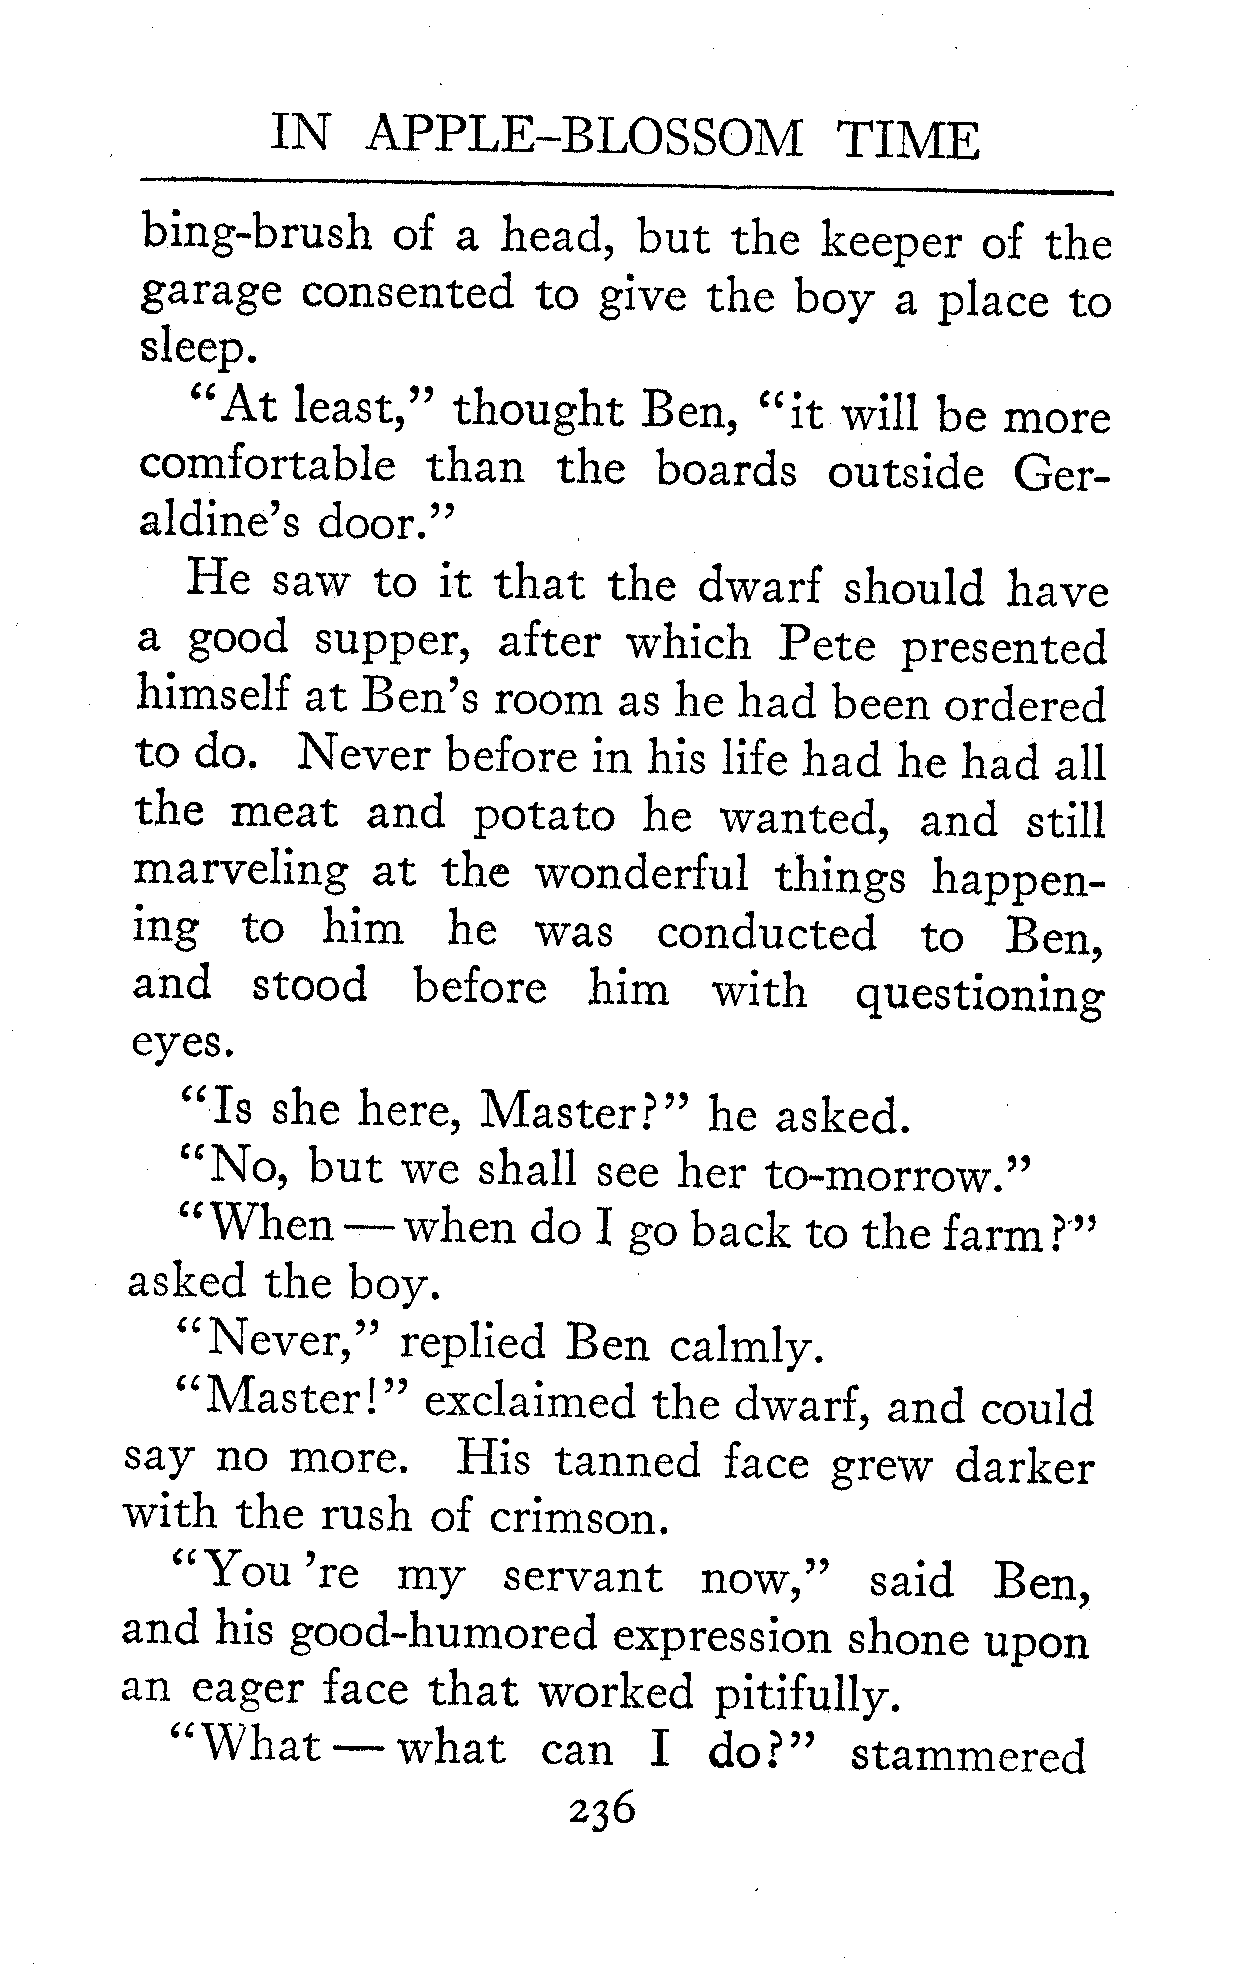 IN APPLE-BLOSSOM TIME
bing-brush of a head, but the keeper of the
garage consented to give the boy a place to
sleep.
“At least,” thought Ben, “it will be more
comfortable than the boards outside Ger-
aldine’s door.”
He saw to it that the dwarf should have
a good supper, after which Pete presented
himself at Ben’s room as he had been ordered
to do. Never before in his life had he had all
the meat and potato he wanted, and still
marveling at the wonderful things happen-
ing to him he was conducted to Ben,
and stood before him with questioning
eyes.
“Is she here, Master?” he asked.
“No, but we shall see her to-morrow.”
“When — when do I go back to the farm?”
asked the boy.
“Never,” replied Ben calmly.
“Master!” exclaimed the dwarf, and could
say no more. His tanned face grew darker
with the rush of crimson.
“You ’re my servant now,” said Ben,
and his good-humored expression shone upon
an eager face that worked pitifully.
“What — what can I do?” stammered
236